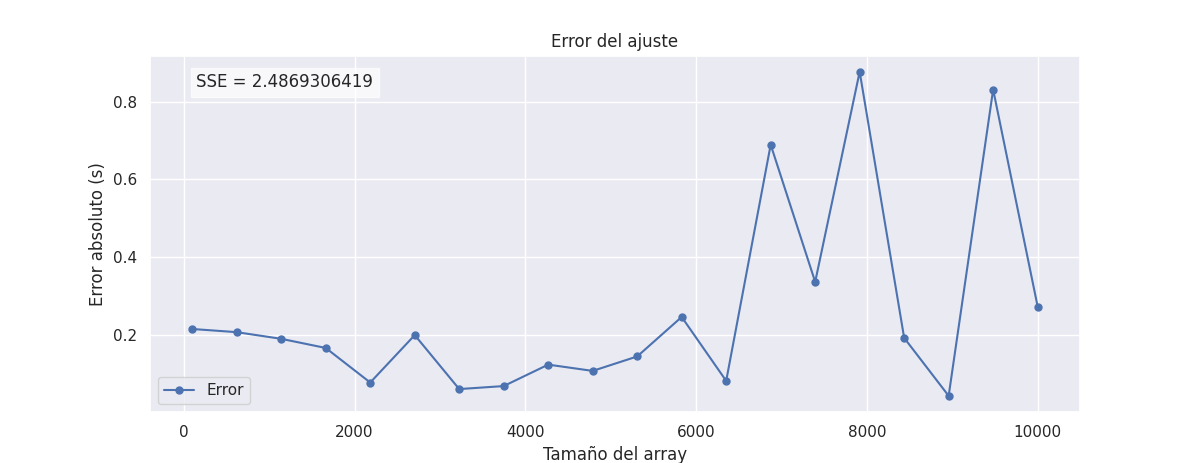 Error del ajuste
SSE = 2.4869306419
Error absoluto (s)
0.8
0.6
0.4
0.2
Error
0 2000 4000 6000 8000 10000
Tamaño del array